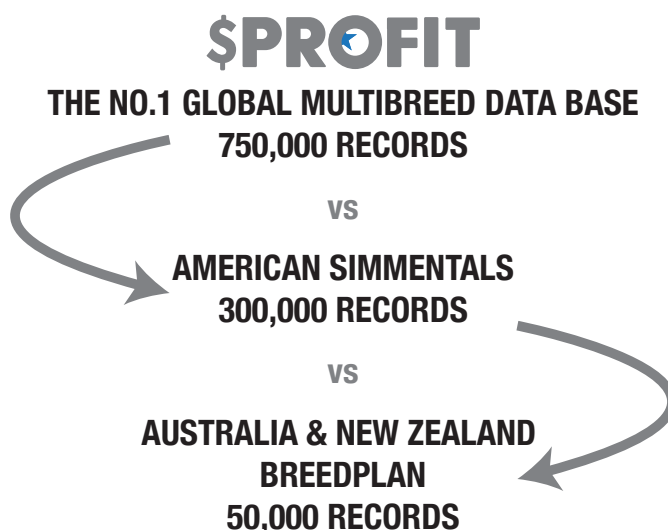 $PROFIT
THE NO.1 GLOBAL MULTIBREED DATA BASE
750,000 RECORDS
VS
AMERICAN SIMMENTALS
300,000 RECORDS
VS
AUSTRALIA & NEW ZEALAND
BREEDPLAN
50,000 RECORDS